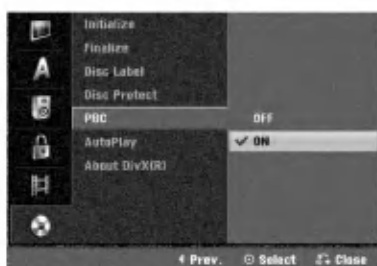 Initialize
Finalize
Disc Label
Disc Protect
PBC
OFF
AutoPlay
ON
About DivX(R)
A
Prev.
Select
Close